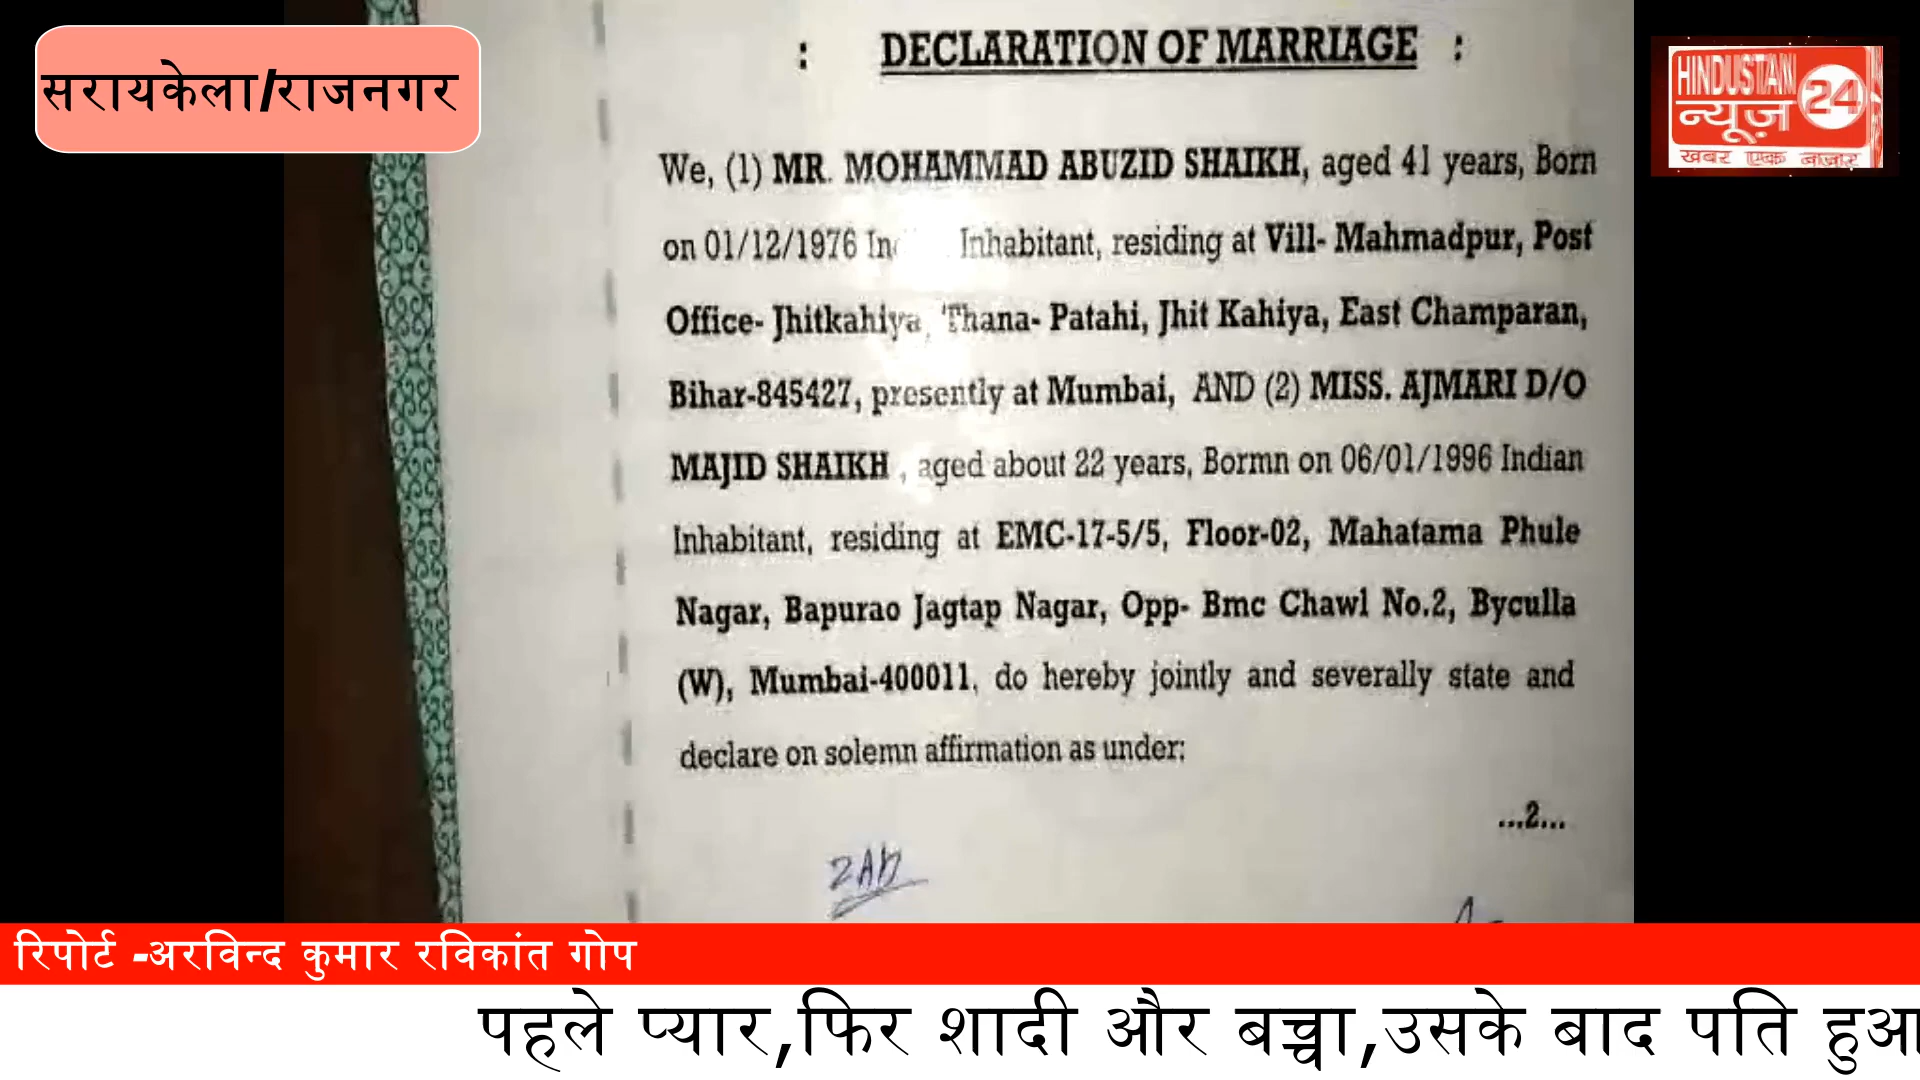 सरायकेला/राजनगर
HINDUSTAN
न्यूज़ 24
खबर एक्क बाज़ार
: DECLARATION OF MARRIAGE :
We, (1) MR. MOHAMMAD ABUZID SHAIKH, aged 41 years, Born
on 01/12/1976 Inhabitant, residing at Vill- Mahmadpur, Post
Office- Jhitkahiya, Thana- Patahi, Jhit Kahiya, East Champaran,
Bihar-845427, presently at Mumbai, AND (2) MISS. AJMARI D/O
MAJID SHAIKH , aged about 22 years, Bormn on 06/01/1996 Indian
Inhabitant, residing at EMC-17-5/5, Floor-02, Mahatama Phule
Nagar, Bapurao Jagtap Nagar, Opp- Bmc Chawl No.2, Byculla
(W), Mumbai-400011, do hereby jointly and severally state and
declare on solemn affirmation as under:
...2...
रिपोर्ट -अरविन्द कुमार रविकांत गोप
पहले प्यार,फिर शादी और बच्चा,उसके बाद पति हुआ